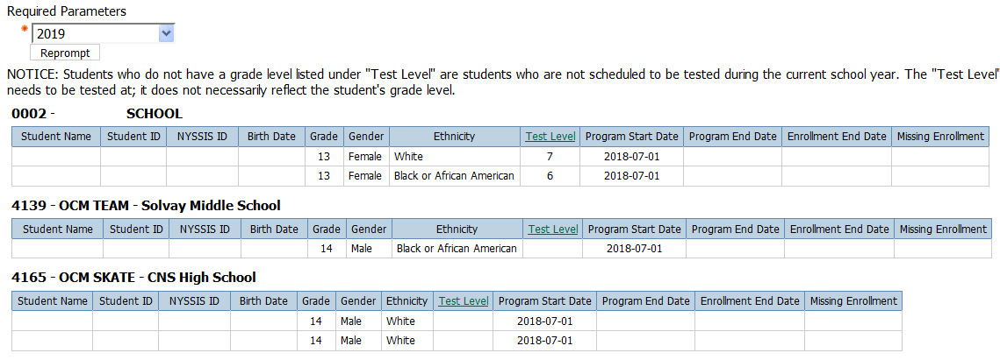 Required Parameters
* 2019
Reprompt
NOTICE: Students who do not have a grade level listed under "Test Level" are students who are not scheduled to be tested during the current school year. The "Test Level"
needs to be tested at; it does not necessarily reflect the student's grade level.
0002 - SCHOOL
Student Name Student ID NYSSIS ID Birth Date Grade Gender Ethnicity Test Level Program Start Date Program End Date Enrollment End Date Missing Enrollment
13 Female White 7 2018-07-01
13 Female Black or African American 6 2018-07-01
4139 - OCM TEAM - Solvay Middle School
Student Name Student ID NYSSIS ID Birth Date Grade Gender Ethnicity Test Level Program Start Date Program End Date Enrollment End Date Missing Enrollment
14 Male Black or African American 2018-07-01
4165 - OCM SKATE - CNS High School
Student Name Student ID NYSSIS ID Birth Date Grade Gender Ethnicity Test Level Program Start Date Program End Date Enrollment End Date Missing Enrollment
14 Male White 2018-07-01
14 Male White 2018-07-01